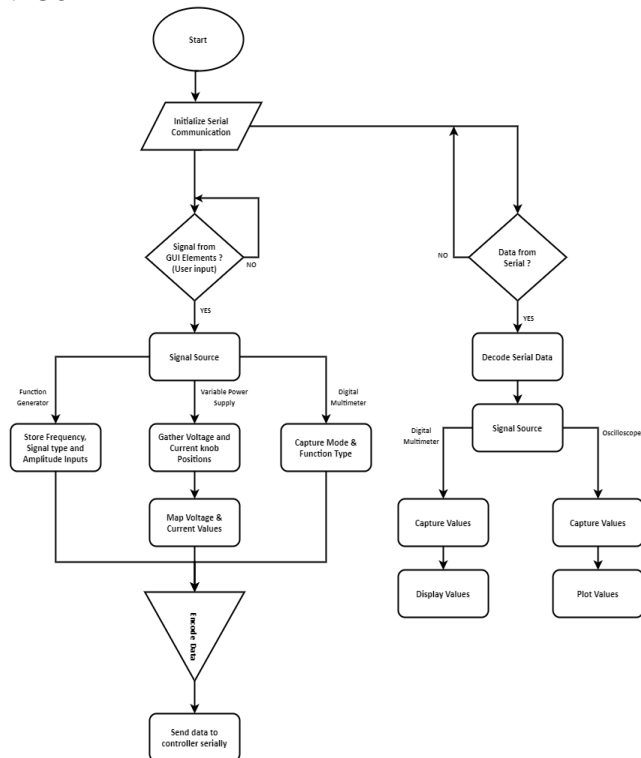 Start
Initialize Serial
Communication
Signal from
GUI Elements ?
(User input)
NO
YES
Signal Source
Function
Generator
Variable Power
Supply
Digital
Multimeter
Store Frequency,
Signal type and
Amplitude Inputs
Gather Voltage and
Current knob
Positions
Capture Mode &
Function Type
Map Voltage &
Current Values
Encode Data
Send data to
controller serially
Data from
Serial ?
NO
YES
Decode Serial Data
Signal Source
Digital
Multimeter
Oscilloscope
Capture Values
Capture Values
Display Values
Plot Values